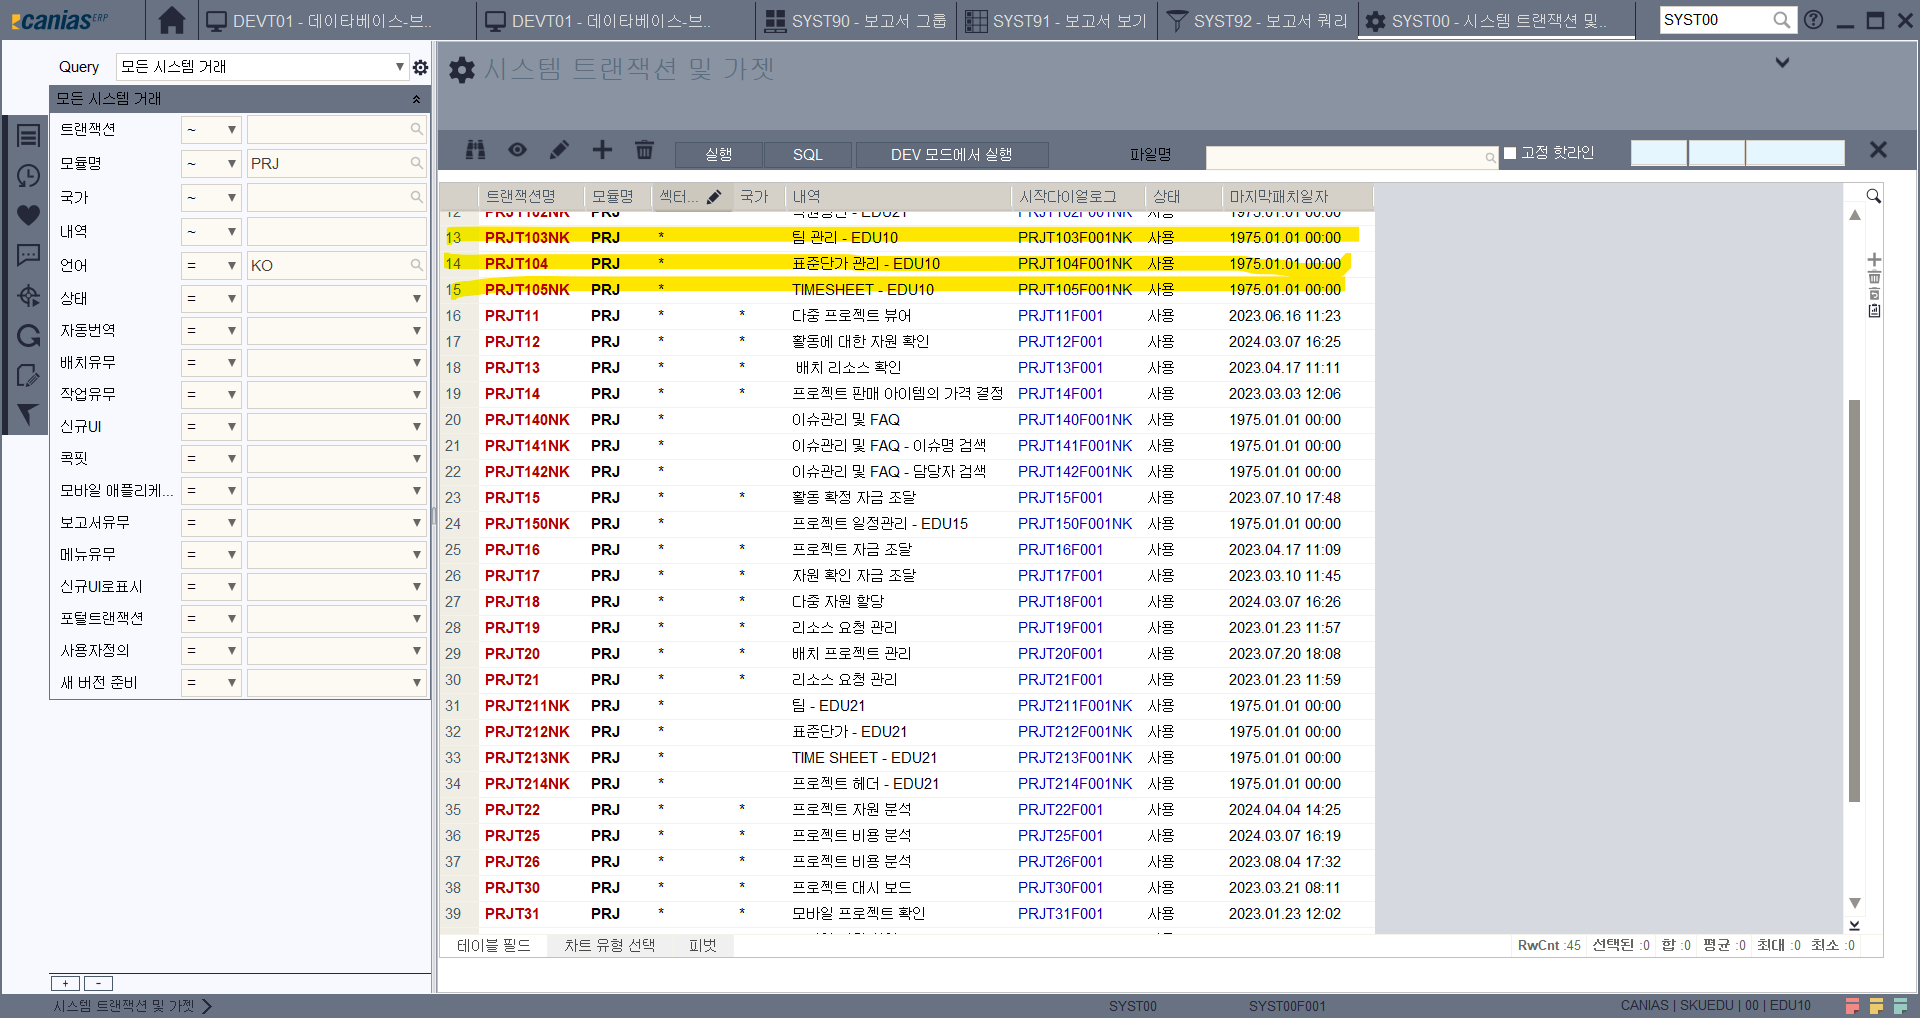 canias ERP
DEVT01 - 데이타베이스-브..
DEVT01 - 데이타베이스-브..
SYST90 - 보고서 그룹
SYST91 - 보고서 보기
SYST92 - 보고서 쿼리
SYST00 - 시스템 트랜잭션 및..
SYST00
Query 모든 시스템 거래
시스템 트랜잭션 및 가젯
모든 시스템 거래
트랜잭션 ~
모듈명 ~ PRJ
국가 ~
내역 ~
언어 = KO
상태 =
자동번역 =
배치유무 =
작업유무 =
신규UI =
콕핏 =
모바일 애플리케... =
보고서유무 =
메뉴유무 =
신규UI로표시 =
포털트랜잭션 =
사용자정의 =
새 버전 준비 =
+ -
실행 SQL DEV 모드에서 실행 파일명 고정 핫라인
트랜잭션명 모듈명 섹터... 국가 내역 시작다이얼로그 상태 마지막패치일자
12 PRJT102NK PRJ PRJT102F001NK 사용 1975.01.01 00:00
13 PRJT103NK PRJ * 팀 관리 - EDU10 PRJT103F001NK 사용 1975.01.01 00:00
14 PRJT104 PRJ * 표준단가 관리 - EDU10 PRJT104F001NK 사용 1975.01.01 00:00
15 PRJT105NK PRJ * TIMESHEET - EDU10 PRJT105F001NK 사용 1975.01.01 00:00
16 PRJT11 PRJ * * 다중 프로젝트 뷰어 PRJT11F001 사용 2023.06.16 11:23
17 PRJT12 PRJ * * 활동에 대한 자원 확인 PRJT12F001 사용 2024.03.07 16:25
18 PRJT13 PRJ * * 배치 리소스 확인 PRJT13F001 사용 2023.04.17 11:11
19 PRJT14 PRJ * * 프로젝트 판매 아이템의 가격 결정 PRJT14F001 사용 2023.03.03 12:06
20 PRJT140NK PRJ * 이슈관리 및 FAQ PRJT140F001NK 사용 1975.01.01 00:00
21 PRJT141NK PRJ * 이슈관리 및 FAQ - 이슈명 검색 PRJT141F001NK 사용 1975.01.01 00:00
22 PRJT142NK PRJ * 이슈관리 및 FAQ - 담당자 검색 PRJT142F001NK 사용 1975.01.01 00:00
23 PRJT15 PRJ * * 활동 확정 자금 조달 PRJT15F001 사용 2023.07.10 17:48
24 PRJT150NK PRJ * 프로젝트 일정관리 - EDU15 PRJT150F001NK 사용 1975.01.01 00:00
25 PRJT16 PRJ * * 프로젝트 자금 조달 PRJT16F001 사용 2023.04.17 11:09
26 PRJT17 PRJ * * 자원 확인 자금 조달 PRJT17F001 사용 2023.03.10 11:45
27 PRJT18 PRJ * * 다중 자원 할당 PRJT18F001 사용 2024.03.07 16:26
28 PRJT19 PRJ * * 리소스 요청 관리 PRJT19F001 사용 2023.01.23 11:57
29 PRJT20 PRJ * * 배치 프로젝트 관리 PRJT20F001 사용 2023.07.20 18:08
30 PRJT21 PRJ * * 리소스 요청 관리 PRJT21F001 사용 2023.01.23 11:59
31 PRJT211NK PRJ * 팀 - EDU21 PRJT211F001NK 사용 1975.01.01 00:00
32 PRJT212NK PRJ * 표준단가 - EDU21 PRJT212F001NK 사용 1975.01.01 00:00
33 PRJT213NK PRJ * TIME SHEET - EDU21 PRJT213F001NK 사용 1975.01.01 00:00
34 PRJT214NK PRJ * 프로젝트 헤더 - EDU21 PRJT214F001NK 사용 1975.01.01 00:00
35 PRJT22 PRJ * * 프로젝트 자원 분석 PRJT22F001 사용 2024.04.04 14:25
36 PRJT25 PRJ * * 프로젝트 비용 분석 PRJT25F001 사용 2024.03.07 16:19
37 PRJT26 PRJ * * 프로젝트 비용 분석 PRJT26F001 사용 2023.08.04 17:32
38 PRJT30 PRJ * * 프로젝트 대시 보드 PRJT30F001 사용 2023.03.21 08:11
39 PRJT31 PRJ * * 모바일 프로젝트 확인 PRJT31F001 사용 2023.01.23 12:02
테이블 필드 차트 유형 선택 피벗
RwCnt :45 선택된 :0 합 :0 평균 :0 최대 :0 최소 :0
시스템 트랜잭션 및 가젯
SYST00 SYST00F001 CANIAS | SKUEDU | 00 | EDU10